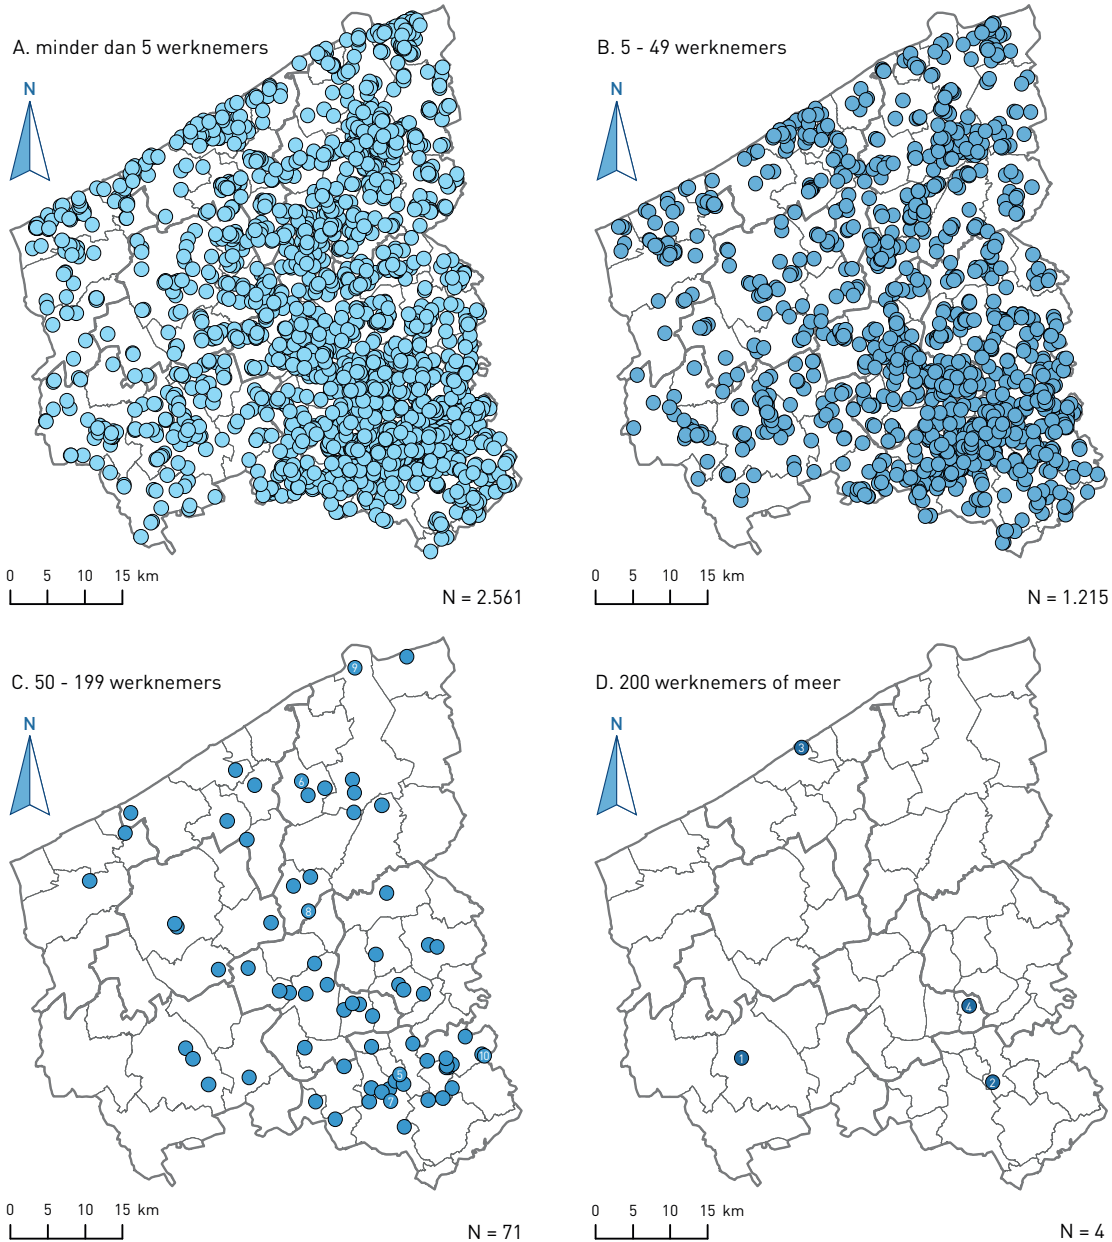 A. minder dan 5 werknemers
N
0 5 10 15 km
N = 2.561
B. 5 - 49 werknemers
N
0 5 10 15 km
N = 1.215
C. 50 - 199 werknemers
N
9
6
8
10
5
7
0 5 10 15 km
N = 71
D. 200 werknemers of meer
N
3
4
1
2
0 5 10 15 km
N = 4